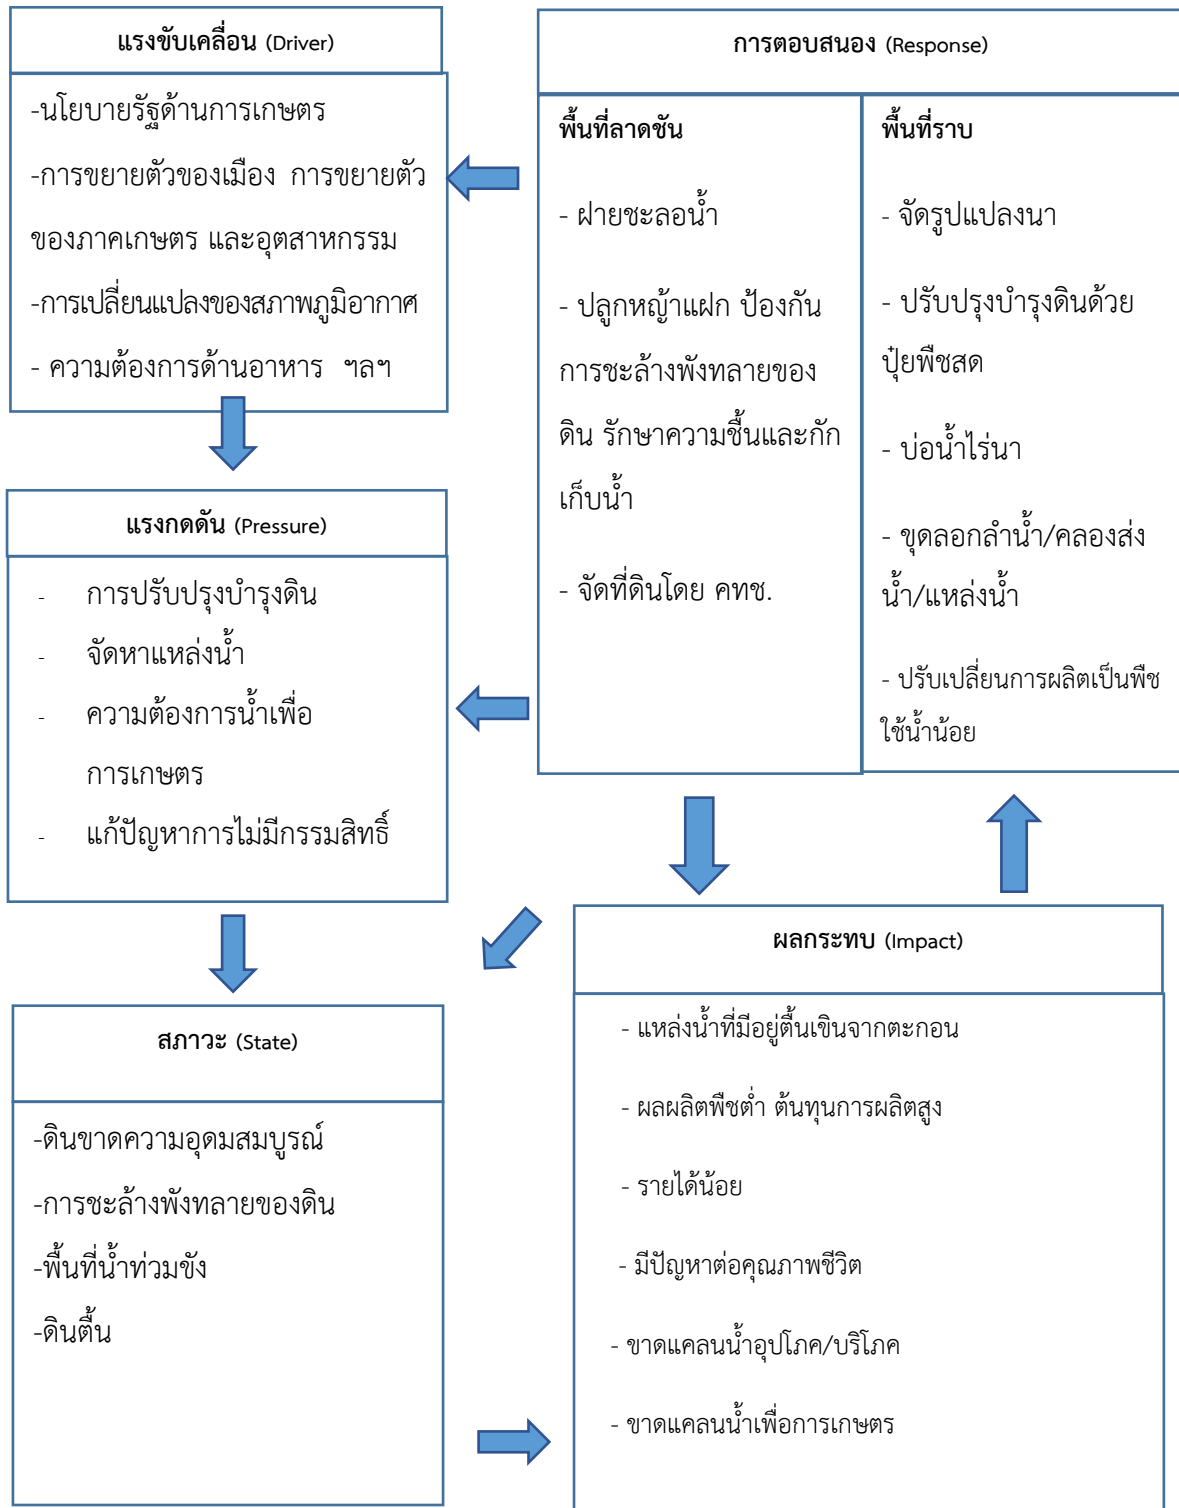 แรงขับเคลื่อน (Driver)
-นโยบายรัฐด้านการเกษตร
-การขยายตัวของเมือง การขยายตัว
ของภาคเกษตร และอุตสาหกรรม
-การเปลี่ยนแปลงของสภาพภูมิอากาศ
- ความต้องการด้านอาหาร ฯลฯ
การตอบสนอง (Response)
พื้นที่ลาดชัน
- ฝายชะลอน้ำ
- ปลูกหญ้าแฝก ป้องกัน
การชะล้างพังทลายของ
ดิน รักษาความชื้นและกัก
เก็บน้ำ
- จัดที่ดินโดย คทช.
พื้นที่ราบ
- จัดรูปแปลงนา
- ปรับปรุงบำรุงดินด้วย
ปุ๋ยพืชสด
- บ่อน้ำไร่นา
- ขุดลอกลำน้ำ/คลองส่ง
น้ำ/แหล่งน้ำ
- ปรับเปลี่ยนการผลิตเป็นพืช
ใช้น้ำน้อย
แรงกดดัน (Pressure)
- การปรับปรุงบำรุงดิน
- จัดหาแหล่งน้ำ
- ความต้องการน้ำเพื่อ
การเกษตร
- แก้ปัญหาการไม่มีกรรมสิทธิ์
สภาวะ (State)
-ดินขาดความอุดมสมบูรณ์
-การชะล้างพังทลายของดิน
-พื้นที่น้ำท่วมขัง
-ดินตื้น
ผลกระทบ (Impact)
- แหล่งน้ำที่มีอยู่ตื้นเขินจากตะกอน
- ผลผลิตพืชต่ำ ต้นทุนการผลิตสูง
- รายได้น้อย
- มีปัญหาต่อคุณภาพชีวิต
- ขาดแคลนน้ำอุปโภค/บริโภค
- ขาดแคลนน้ำเพื่อการเกษตร